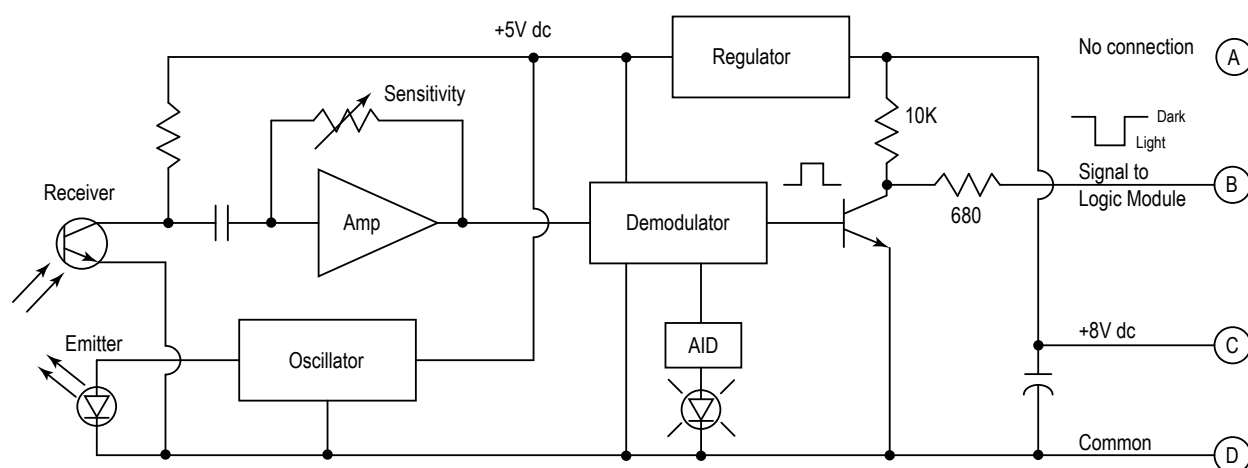 +5V dc
Regulator
No connection
A
Sensitivity
10K
Dark
Light
Receiver
Amp
Demodulator
680
Signal to
Logic Module
B
Emitter
Oscillator
AID
+8V dc
C
Common
D